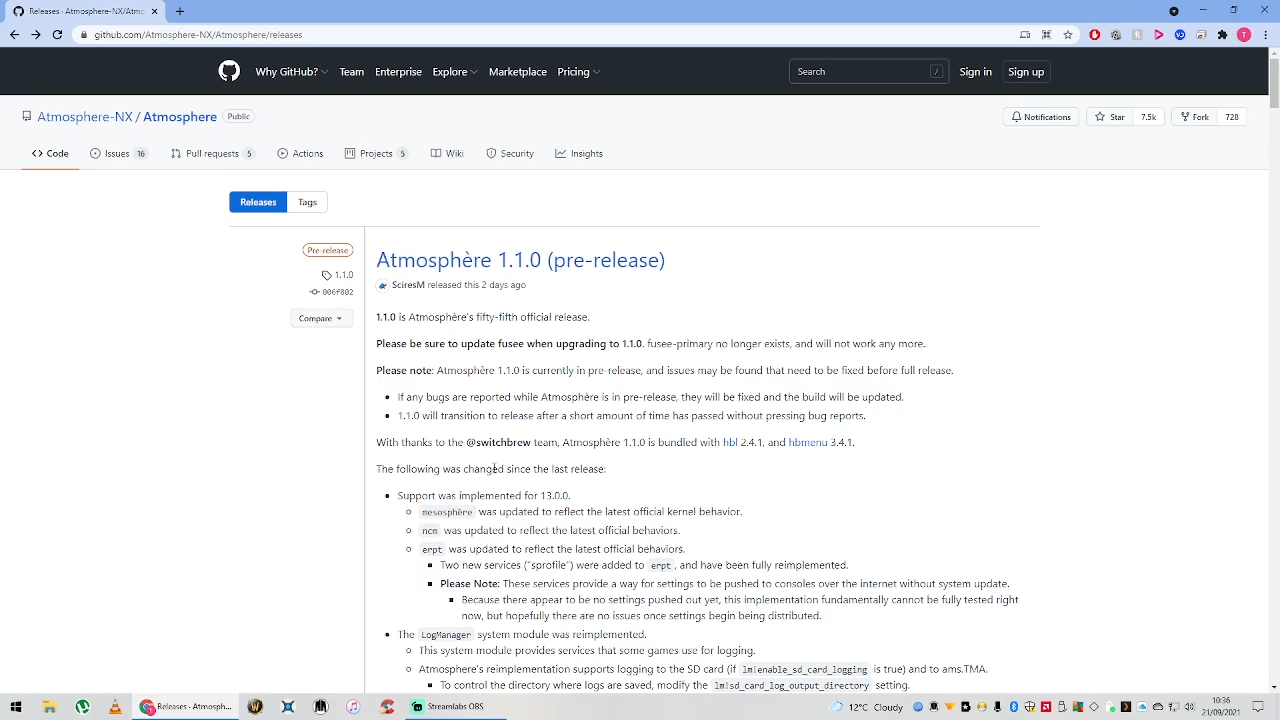 Releases · Atmosphere-NX/Atmo
github.com/Atmosphere-NX/Atmosphere/releases
Why GitHub? Team Enterprise Explore Marketplace Pricing Search / Sign in Sign up
Atmosphere-NX / Atmosphere Public Notifications Star 7.5k Fork 728
Code Issues 16 Pull requests 5 Actions Projects 5 Wiki Security Insights
Releases Tags
Pre-release
Atmosphère 1.1.0 (pre-release)
1.1.0
SciresM released this 2 days ago
006f802
Compare
1.1.0 is Atmosphère's fifty-fifth official release.
Please be sure to update fusee when upgrading to 1.1.0. fusee-primary no longer exists, and will not work any more.
Please note: Atmosphère 1.1.0 is currently in pre-release, and issues may be found that need to be fixed before full release.
If any bugs are reported while Atmosphère is in pre-release, they will be fixed and the build will be updated.
1.1.0 will transition to release after a short amount of time has passed without pressing bug reports.
With thanks to the @switchbrew team, Atmosphère 1.1.0 is bundled with hbl 2.4.1, and hbmenu 3.4.1.
The following was changed since the last release:
Support was implemented for 13.0.0.
mesosphère was updated to reflect the latest official kernel behavior.
ncm was updated to reflect the latest official behaviors.
erpt was updated to reflect the latest official behaviors.
Two new services ("sprofile") were added to erpt, and have been fully reimplemented.
Please Note: These services provide a way for settings to be pushed to consoles over the internet without system update.
Because there appear to be no settings pushed out yet, this implementation fundamentally cannot be fully tested right
now, but hopefully there are no issues once settings begin being distributed.
The LogManager system module was reimplemented.
This system module provides services that some games use for logging.
Atmosphere's reimplementation supports logging to the SD card (if lm!enable_sd_card_logging is true) and to ams.TMA.
To control the directory where logs are saved, modify the lm!sd_card_log_output_directory setting.
Releases · Atmosph... Streamlabs OBS 12°C Cloudy 10:36
21/09/2021